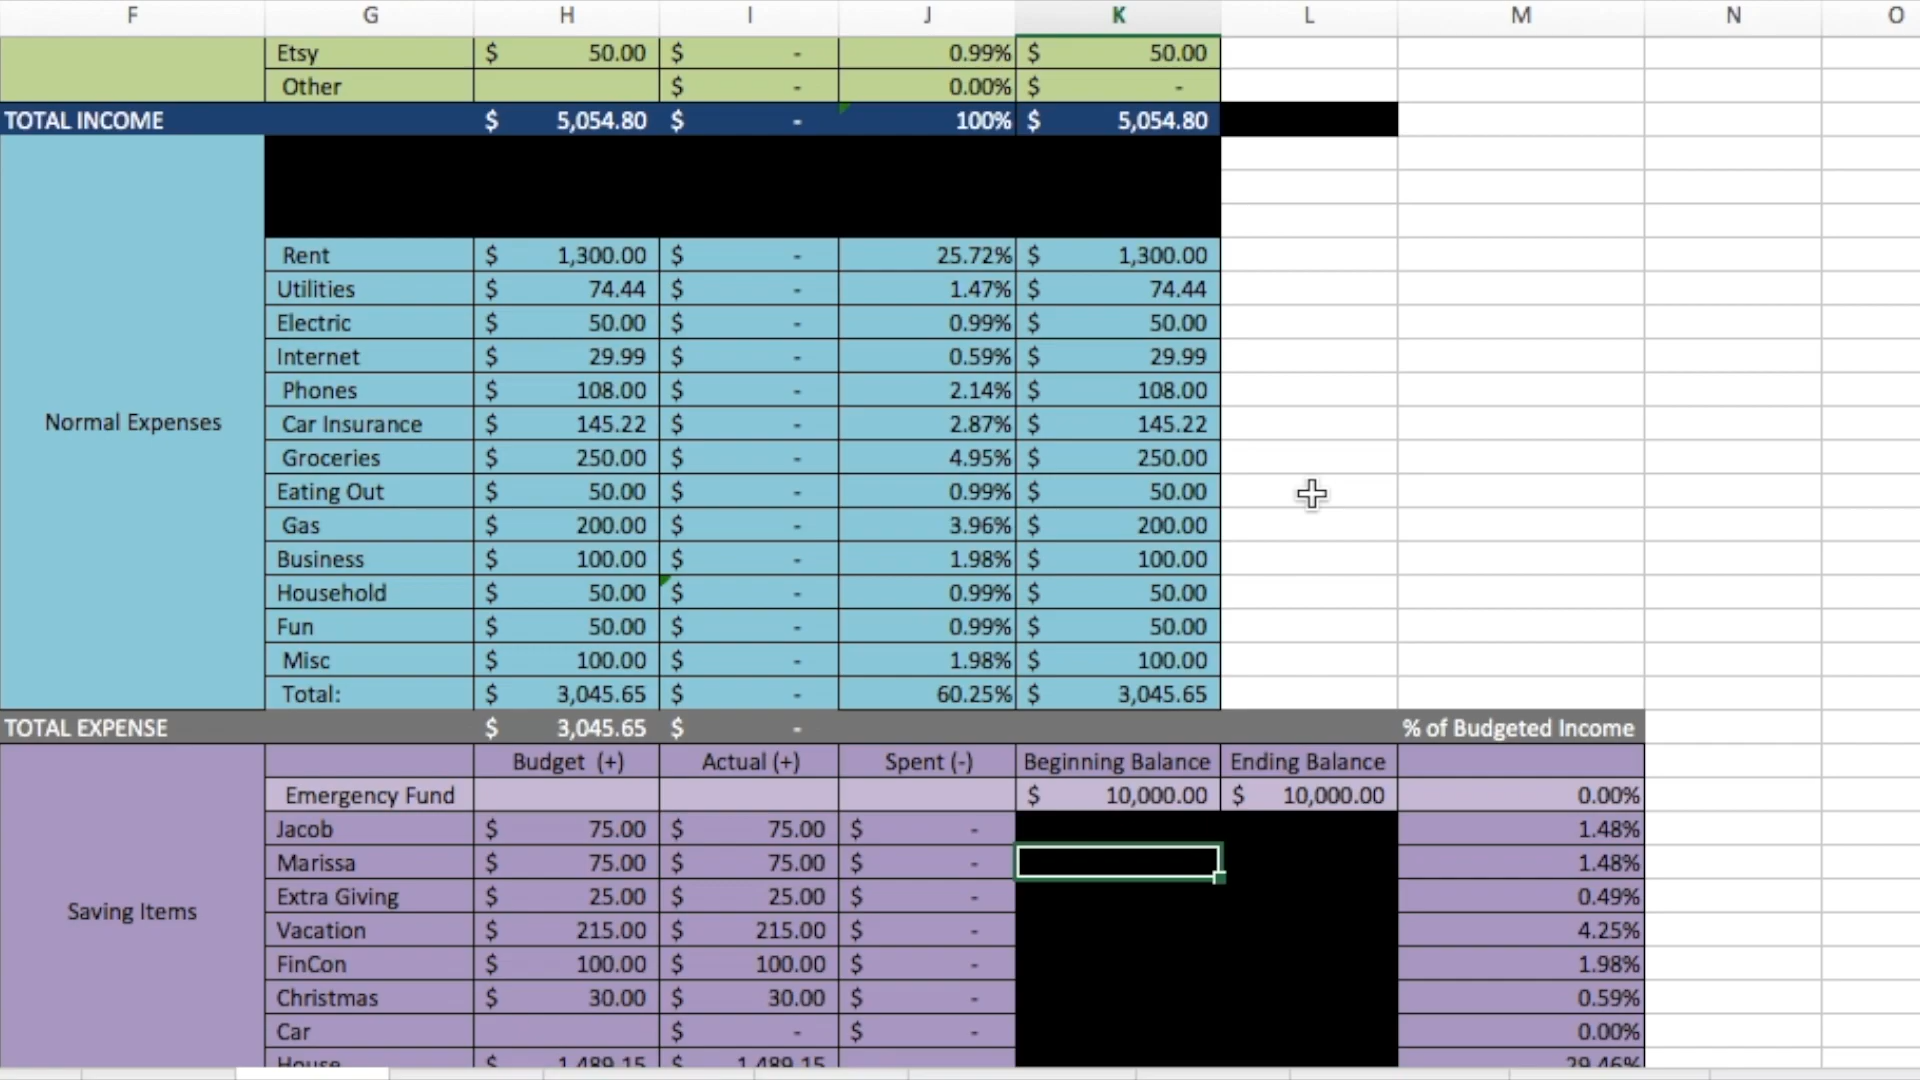 F G H I J K L M N O
Etsy $ 50.00 $ - 0.99% $ 50.00
Other $ - 0.00% $ -
TOTAL INCOME $ 5,054.80 $ - 100% $ 5,054.80
Rent $ 1,300.00 $ - 25.72% $ 1,300.00
Utilities $ 74.44 $ - 1.47% $ 74.44
Electric $ 50.00 $ - 0.99% $ 50.00
Internet $ 29.99 $ - 0.59% $ 29.99
Phones $ 108.00 $ - 2.14% $ 108.00
Normal Expenses Car Insurance $ 145.22 $ - 2.87% $ 145.22
Groceries $ 250.00 $ - 4.95% $ 250.00
Eating Out $ 50.00 $ - 0.99% $ 50.00
Gas $ 200.00 $ - 3.96% $ 200.00
Business $ 100.00 $ - 1.98% $ 100.00
Household $ 50.00 $ - 0.99% $ 50.00
Fun $ 50.00 $ - 0.99% $ 50.00
Misc $ 100.00 $ - 1.98% $ 100.00
Total: $ 3,045.65 $ - 60.25% $ 3,045.65
TOTAL EXPENSE $ 3,045.65 $ - % of Budgeted Income
Budget (+) Actual (+) Spent (-) Beginning Balance Ending Balance
Emergency Fund $ 10,000.00 $ 10,000.00 0.00%
Jacob $ 75.00 $ 75.00 $ - 1.48%
Marissa $ 75.00 $ 75.00 $ - 1.48%
Saving Items Extra Giving $ 25.00 $ 25.00 $ - 0.49%
Vacation $ 215.00 $ 215.00 $ - 4.25%
FinCon $ 100.00 $ 100.00 $ - 1.98%
Christmas $ 30.00 $ 30.00 $ - 0.59%
Car $ - $ - 0.00%
House $ 1,489.15 $ 1,489.15 29.46%